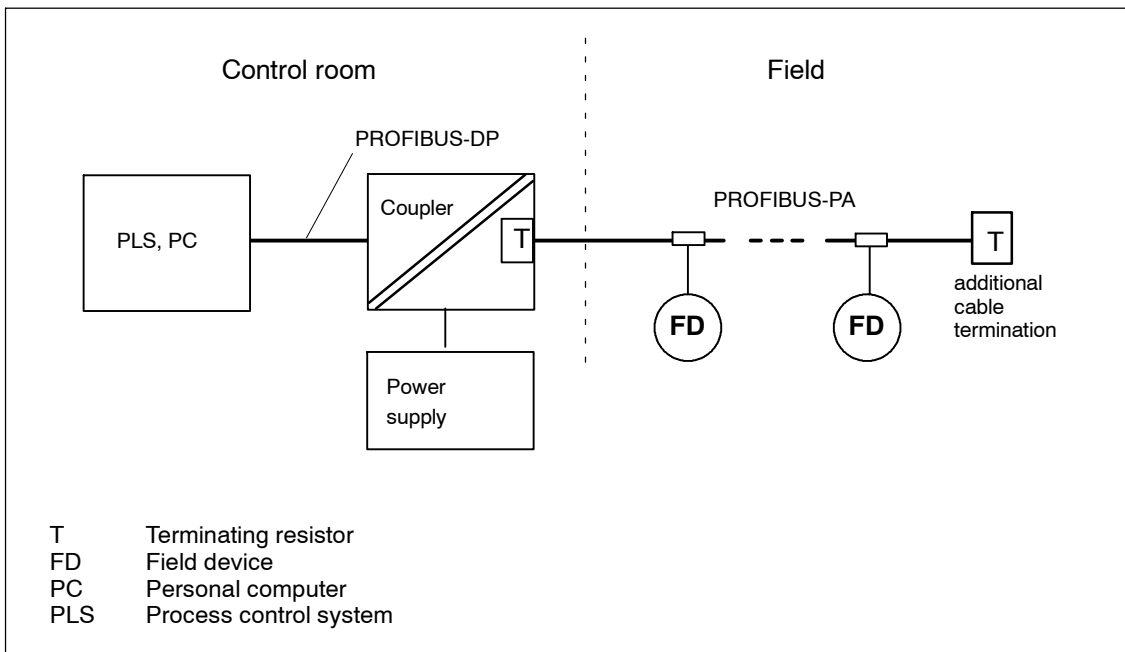 Control room
Field
PROFIBUS-DP
PLS, PC
Coupler
T
PROFIBUS-PA
T
additional
cable
termination
FD
FD
Power
supply
T Terminating resistor
FD Field device
PC Personal computer
PLS Process control system